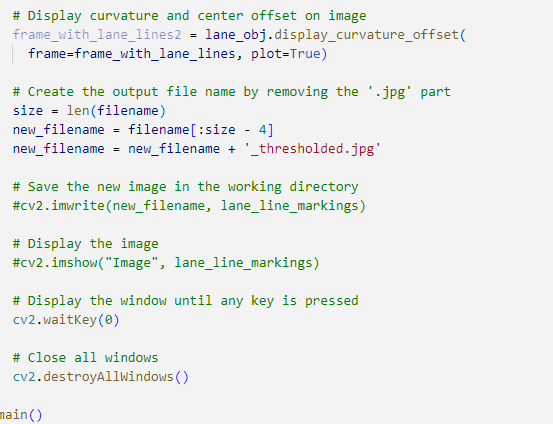 # Display curvature and center offset on image
frame_with_lane_lines2 = lane_obj.display_curvature_offset(
frame=frame_with_lane_lines, plot=True)
# Create the output file name by removing the '.jpg' part
size = len(filename)
new_filename = filename[:size - 4]
new_filename = new_filename + '_thresholded.jpg'
# Save the new image in the working directory
#cv2.imwrite(new_filename, lane_line_markings)
# Display the image
#cv2.imshow("Image", lane_line_markings)
# Display the window until any key is pressed
cv2.waitKey(0)
# Close all windows
cv2.destroyAllWindows()
main()